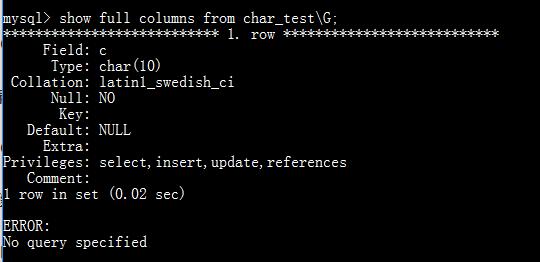 mysql> show full columns from char_test\G;
*************************** 1. row ***************************
Field: c
Type: char(10)
Collation: latin1_swedish_ci
Null: NO
Key:
Default: NULL
Extra:
Privileges: select,insert,update,references
Comment:
1 row in set (0.02 sec)
ERROR:
No query specified